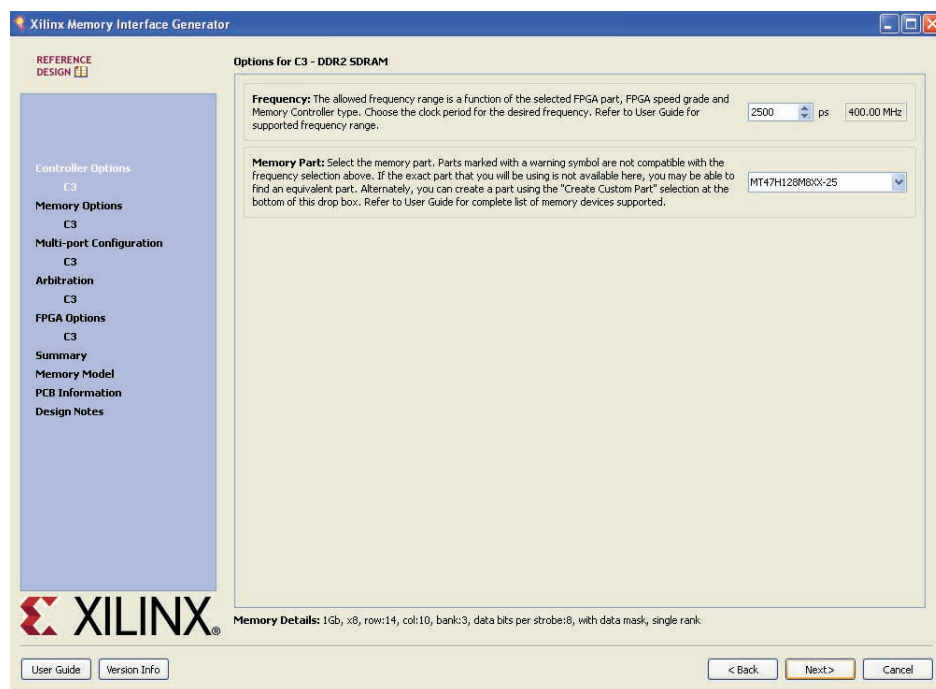 Xilinx Memory Interface Generator
REFERENCE
DESIGN
Controller Options
C3
Memory Options
C3
Multi-port Configuration
C3
Arbitration
C3
FPGA Options
C3
Summary
Memory Model
PCB Information
Design Notes
XILINX®
Options for C3 - DDR2 SDRAM
Frequency: The allowed frequency range is a function of the selected FPGA part, FPGA speed grade and
Memory Controller type. Choose the clock period for the desired frequency. Refer to User Guide for
supported frequency range.
2500 ps 400.00 MHz
Memory Part: Select the memory part. Parts marked with a warning symbol are not compatible with the
frequency selection above. If the exact part that you will be using is not available here, you may be able to
find an equivalent part. Alternately, you can create a part using the "Create Custom Part" selection at the
bottom of this drop box. Refer to User Guide for complete list of memory devices supported.
MT47H128M8XX-25
Memory Details: 1Gb, x8, row:14, col:10, bank:3, data bits per strobe:8, with data mask, single rank
User Guide Version Info < Back Next> Cancel